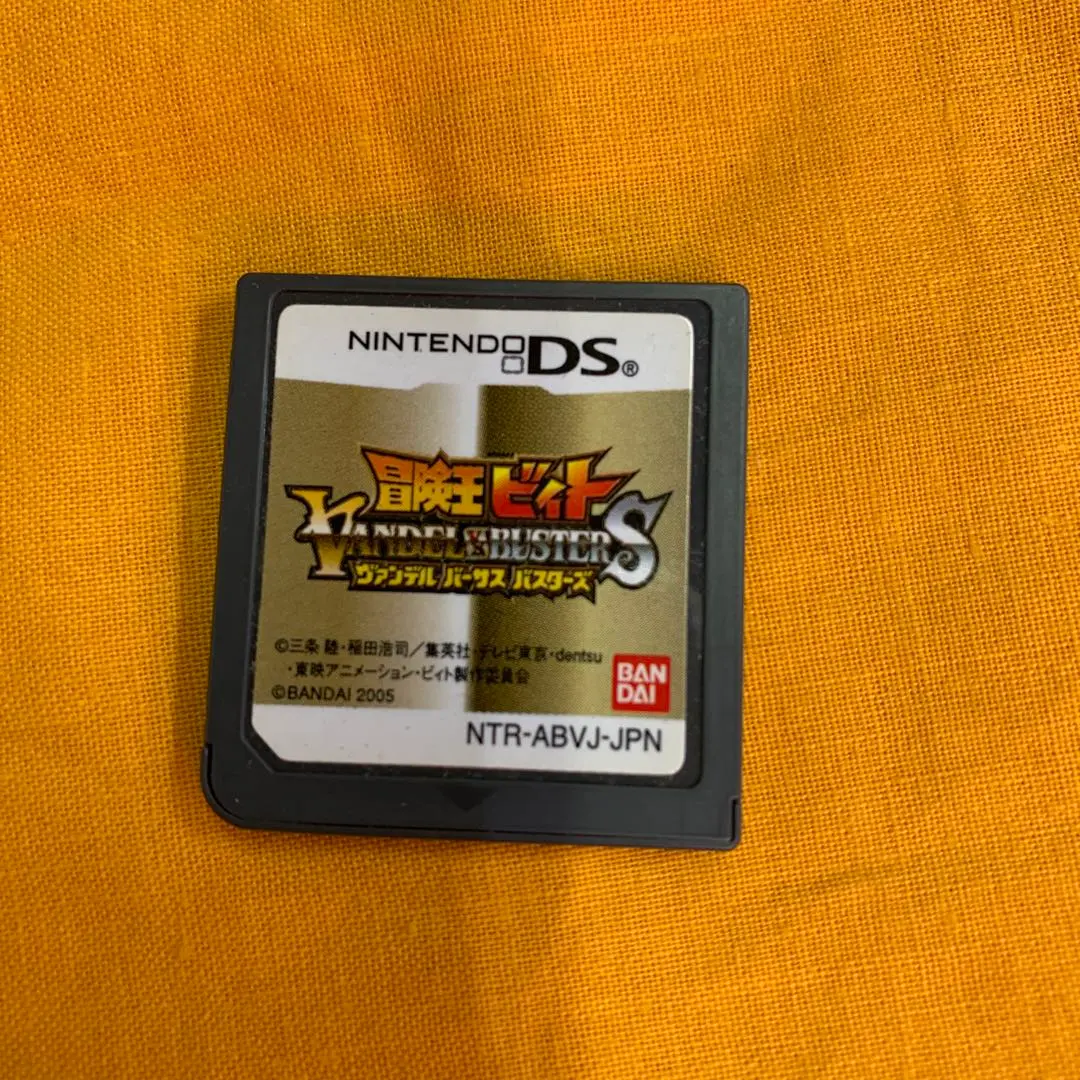 NINTENDO DS®
冒険王ビィト
VANDEL VS BUSTERS
ヴァンデル バーサス バスターズ
©三条 陸・稲田浩司／集英社・テレビ東京・dentsu
・東映アニメーション・ビィト製作委員会
©BANDAI 2005
BAN
DAI
NTR-ABVJ-JPN